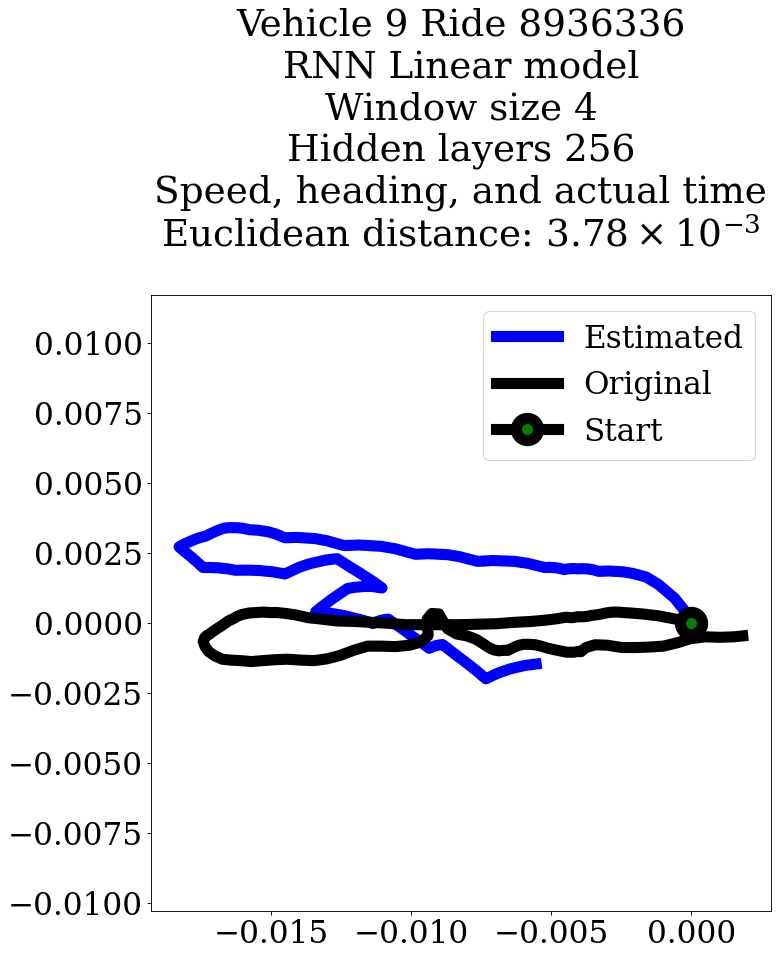 Vehicle 9 Ride 8936336
RNN Linear model
Window size 4
Hidden layers 256
Speed, heading, and actual time
Euclidean distance: 3.78 × 10⁻³
Estimated
Original
Start
0.0100
0.0075
0.0050
0.0025
0.0000
−0.0025
−0.0050
−0.0075
−0.0100
−0.015 −0.010 −0.005 0.000